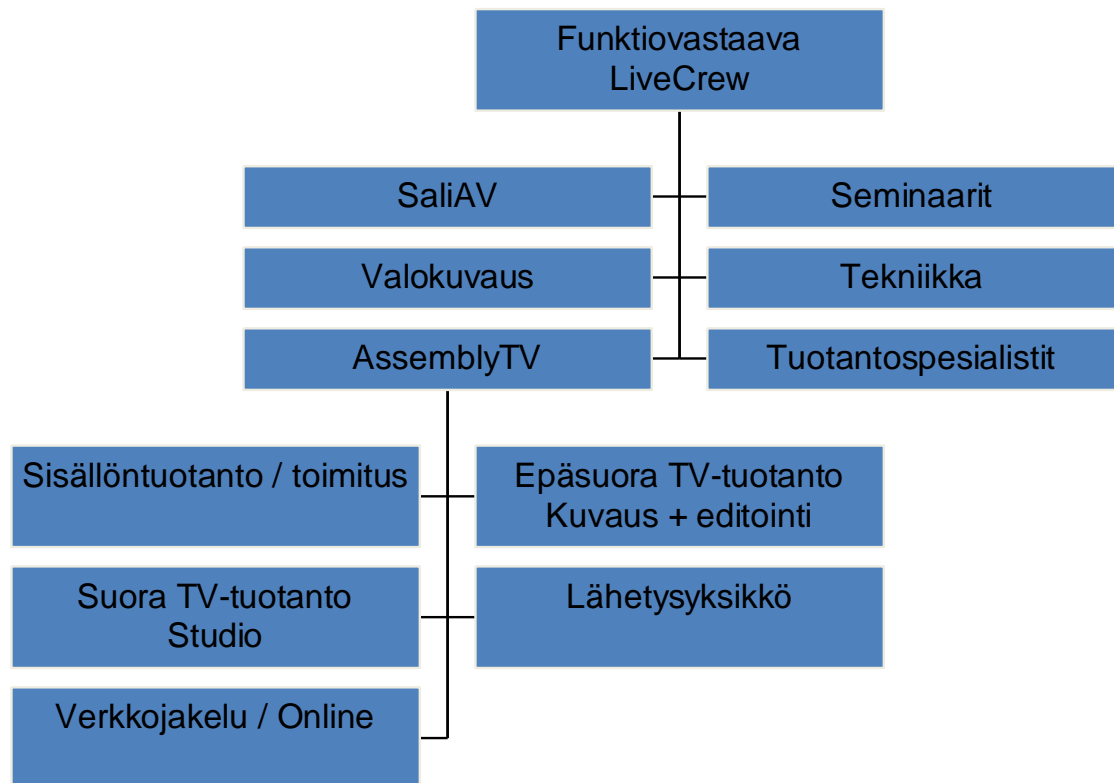 Funktiovastaava
LiveCrew
SaliAV
Seminaarit
Valokuvaus
Tekniikka
AssemblyTV
Tuotantospesialistit
Sisällöntuotanto / toimitus
Epäsuora TV-tuotanto
Kuvaus + editointi
Suora TV-tuotanto
Studio
Lähetysyksikkö
Verkkojakelu / Online